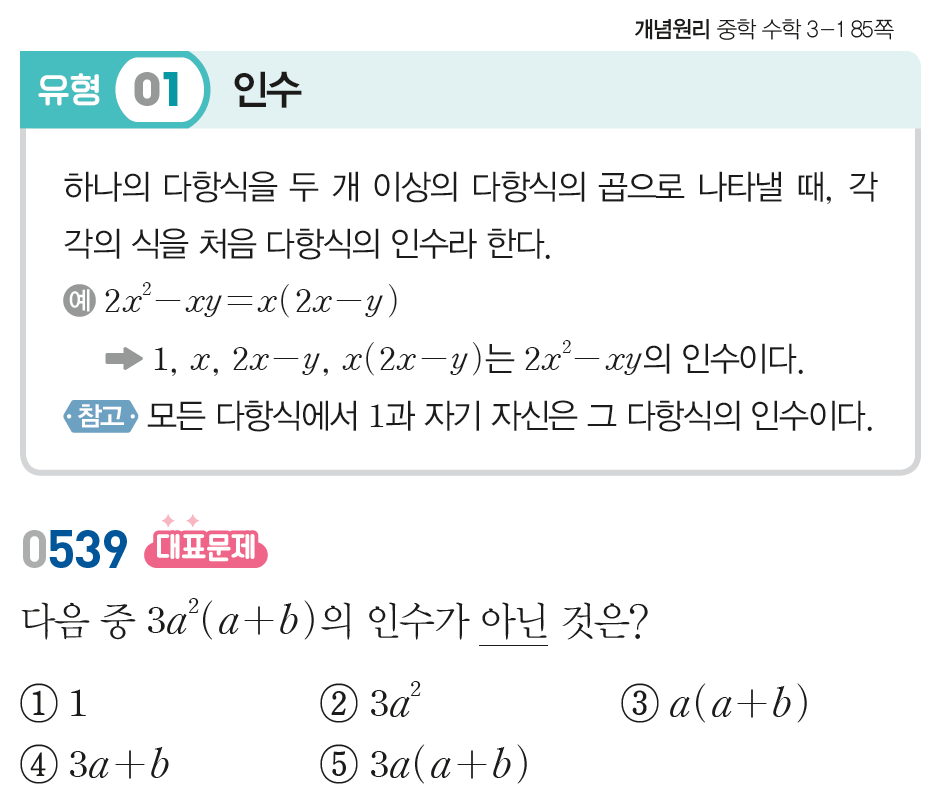 개념원리 중학 수학 3-1 85쪽
유형 01 인수
하나의 다항식을 두 개 이상의 다항식의 곱으로 나타낼 때, 각
각의 식을 처음 다항식의 인수라 한다.
예 2x²-xy=x(2x-y)
➡ 1, x, 2x-y, x(2x-y)는 2x²-xy의 인수이다.
참고 모든 다항식에서 1과 자기 자신은 그 다항식의 인수이다.
0539 대표문제
다음 중 3a²(a+b)의 인수가 아닌 것은?
① 1 ② 3a² ③ a(a+b)
④ 3a+b ⑤ 3a(a+b)